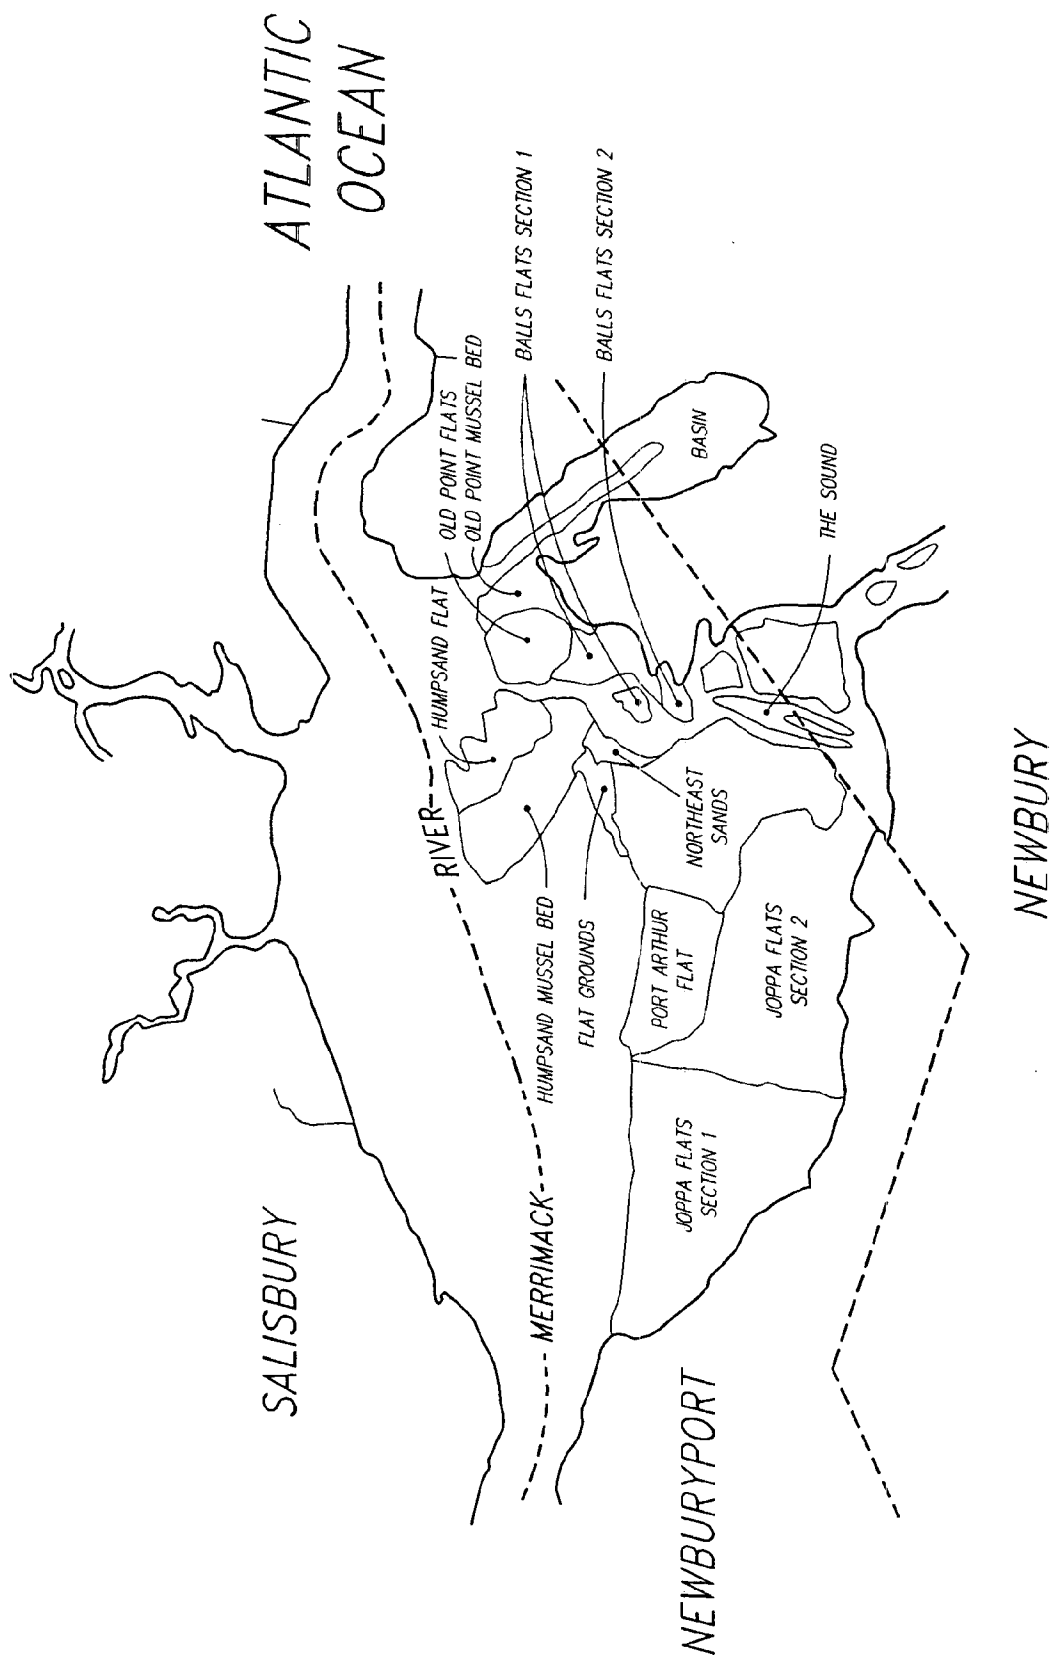 ATLANTIC
OCEAN
SALISBURY
MERRIMACK
RIVER
HUMPSAND FLAT
OLD POINT FLATS
OLD POINT MUSSEL BED
BALLS FLATS SECTION 1
BALLS FLATS SECTION 2
BASIN
HUMPSAND MUSSEL BED
FLAT GROUNDS
PORT ARTHUR
FLAT
NORTHEAST
SANDS
JOPPA FLATS
SECTION 1
JOPPA FLATS
SECTION 2
THE SOUND
NEWBURYPORT
NEWBURY